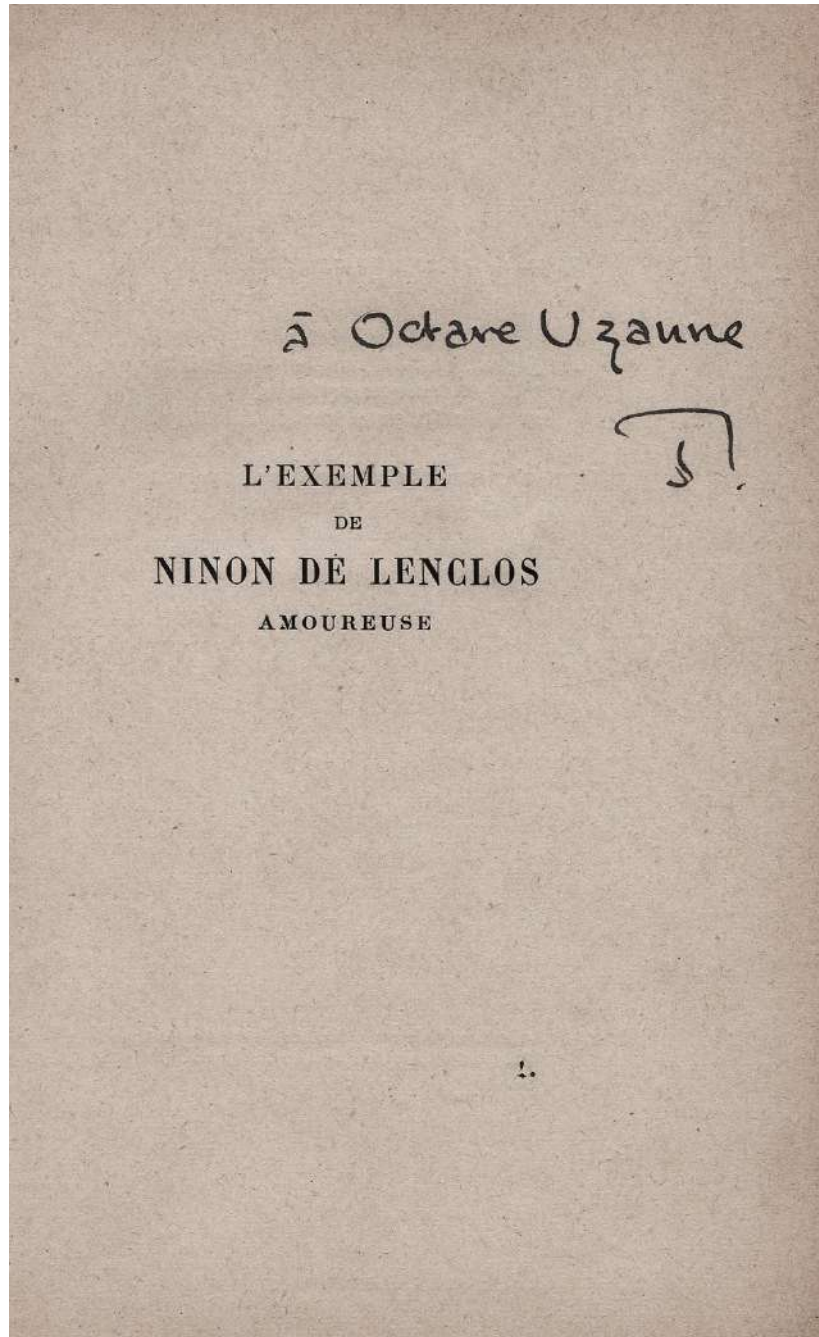 à Octave Uzanne
L'EXEMPLE
DE
NINON DE LENCLOS
AMOUREUSE
1.